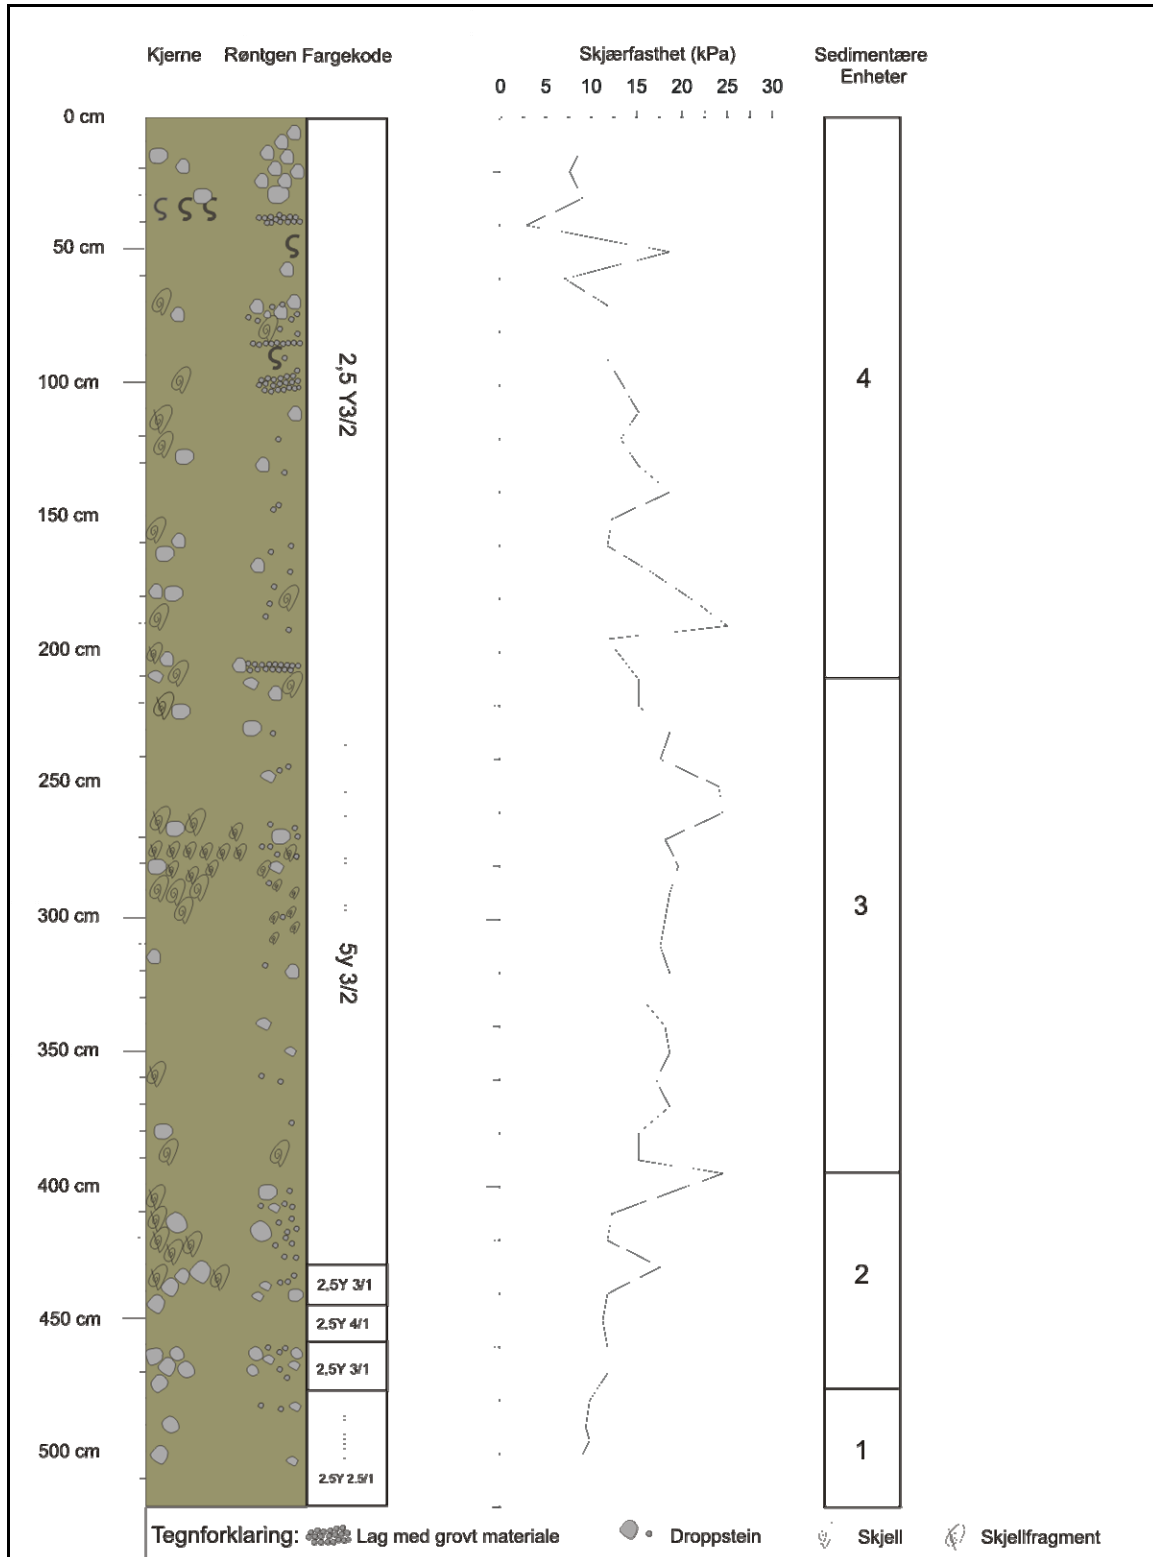 Kjerne Røntgen Fargekode Skjærfasthet (kPa) Sedimentære
Enheter
0 5 10 15 20 25 30
0 cm
50 cm
100 cm
150 cm
200 cm
250 cm
300 cm
350 cm
400 cm
450 cm
500 cm
2,5 Y3/2
5y 3/2
2,5Y 3/1
2.5Y 4/1
2,5Y 3/1
2.5Y 2.5/1
4
3
2
1
Tegnforklaring: Lag med grovt materiale Droppstein Skjell Skjellfragment